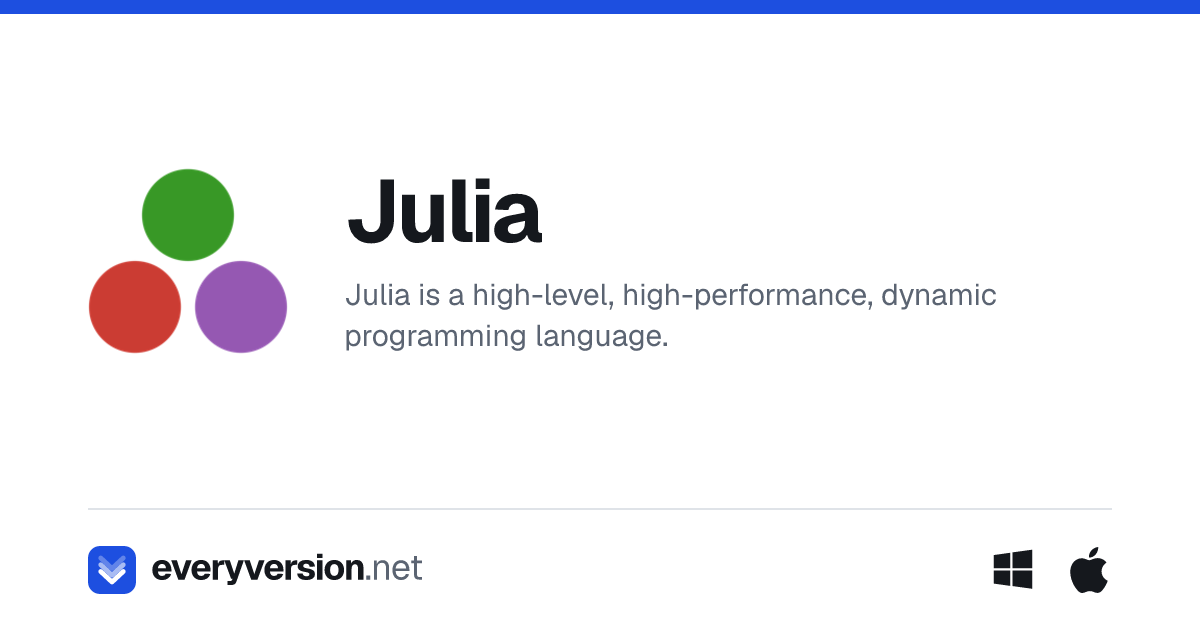 Julia
Julia is a high-level, high-performance, dynamic
programming language.
everyversion.net